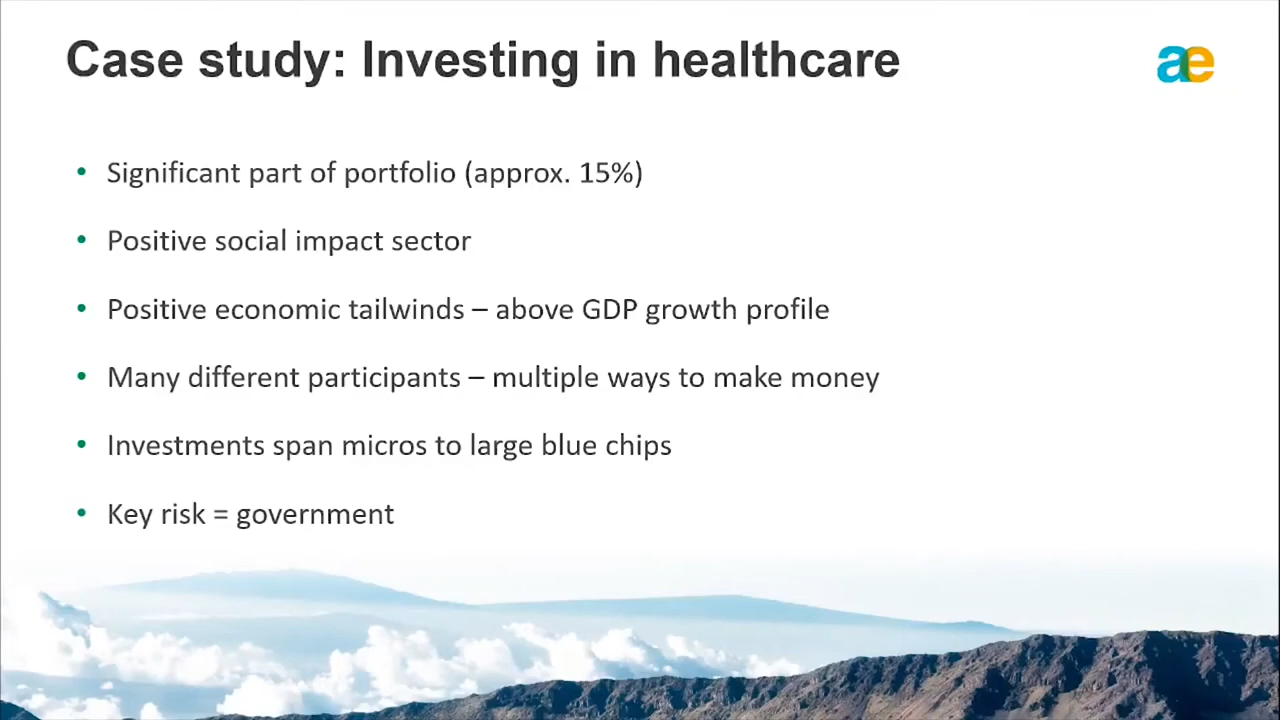 Case study: Investing in healthcare
ae
• Significant part of portfolio (approx. 15%)
• Positive social impact sector
• Positive economic tailwinds – above GDP growth profile
• Many different participants – multiple ways to make money
• Investments span micros to large blue chips
• Key risk = government